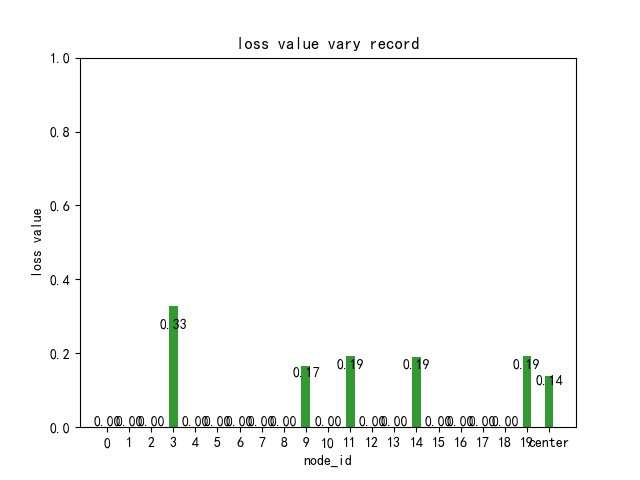 loss value vary record
loss value
1.0
0.8
0.6
0.4
0.2
0.0
0.00 0.00 0.00 0.33 0.00 0.00 0.00 0.00 0.00 0.17 0.00 0.19 0.00 0.00 0.19 0.00 0.00 0.00 0.00 0.19 0.14
0 1 2 3 4 5 6 7 8 9 10 11 12 13 14 15 16 17 18 19 center
node_id